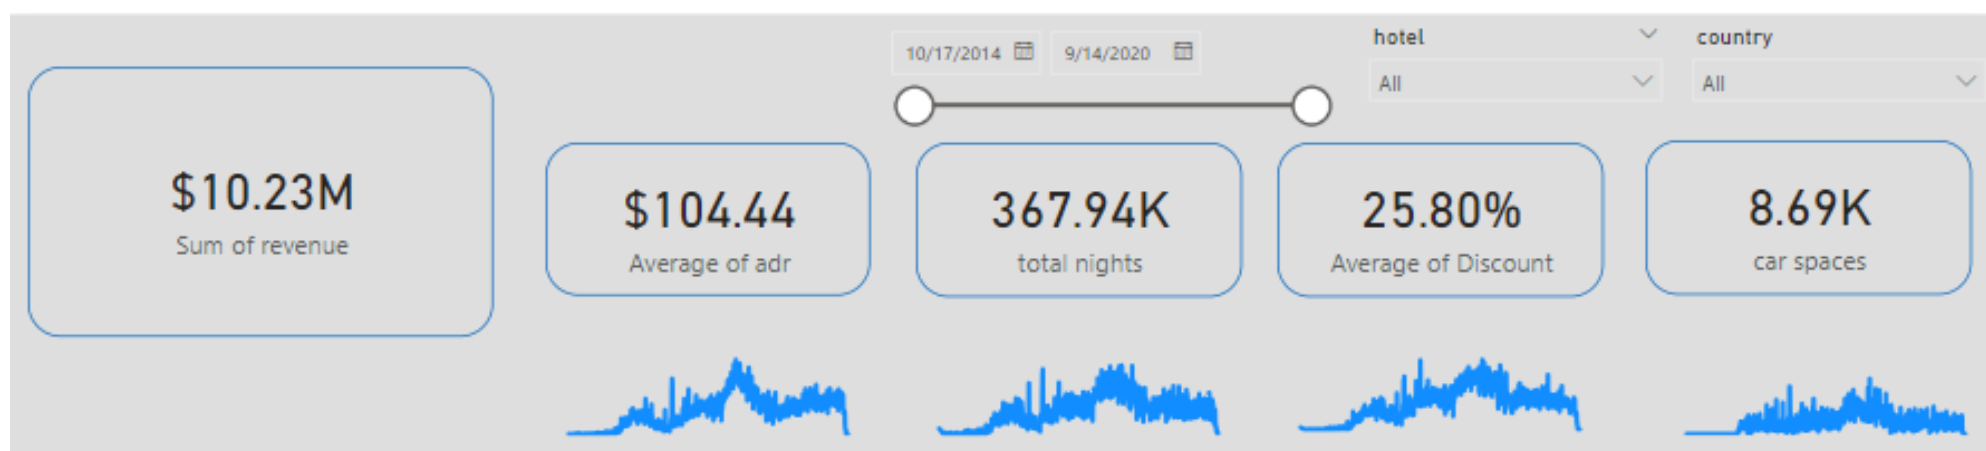 10/17/2014
9/14/2020
hotel
All
country
All
$10.23M
Sum of revenue
$104.44
Average of adr
367.94K
total nights
25.80%
Average of Discount
8.69K
car spaces